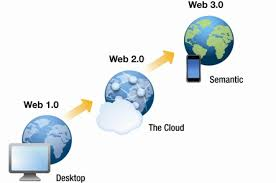 Web 3.0
Web 2.0
Semantic
Web 1.0
The Cloud
Desktop